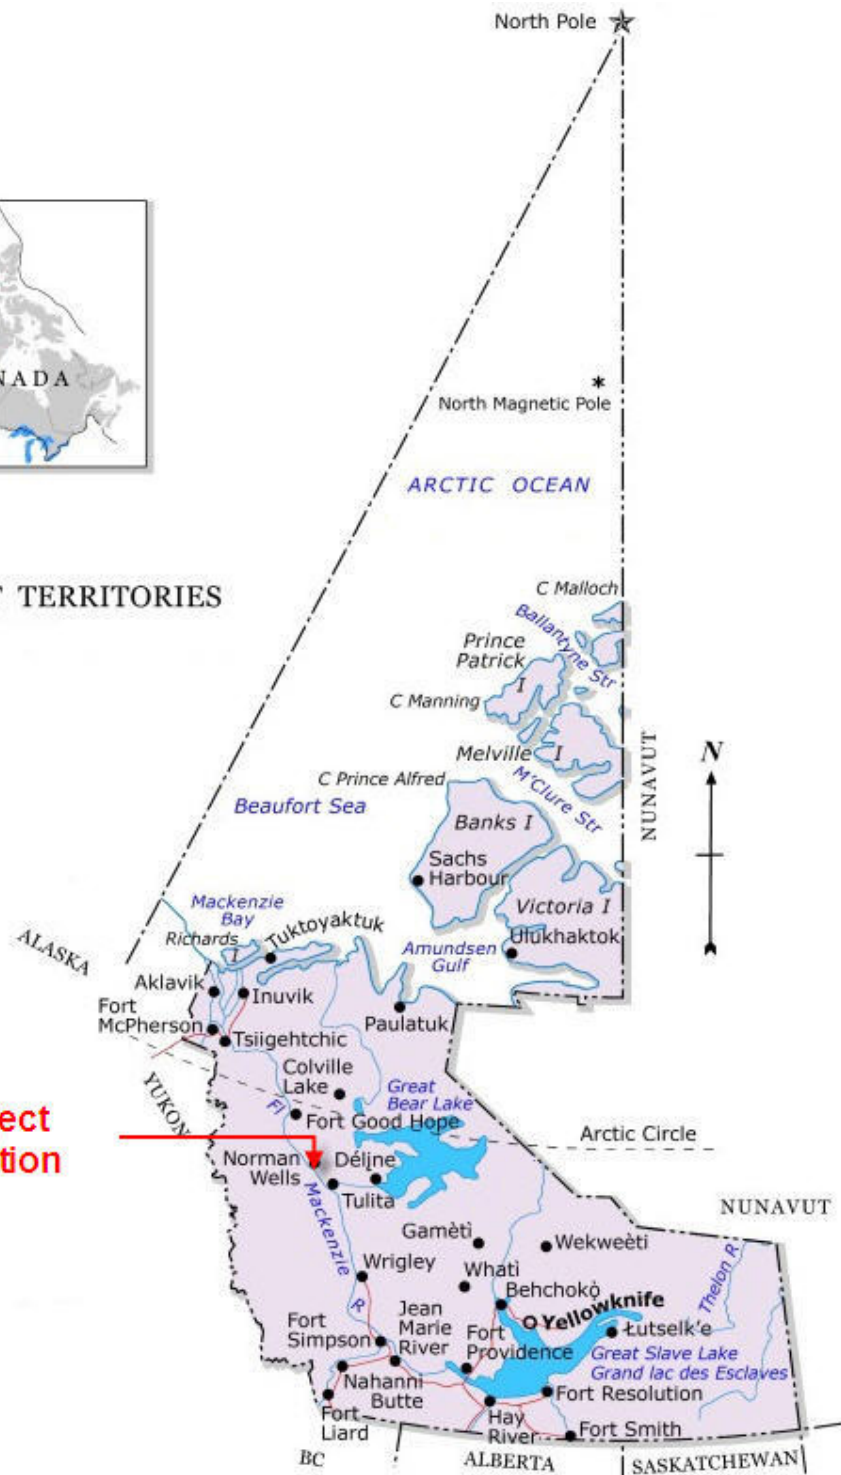 North Pole
NADA
North Magnetic Pole
ARCTIC OCEAN
TERRITORIES
C Malloch
Ballantyne Str
Prince
Patrick
I
C Manning
Melville I
M'Clure Str
C Prince Alfred
NUNAVUT
N
Beaufort Sea
Banks I
Sachs
Harbour
Victoria I
Ulukhaktok
Mackenzie
Bay
Richards
I
Tuktoyaktuk
Amundsen
Gulf
ALASKA
Aklavik
Inuvik
Fort
McPherson
Tsiigehtchic
Paulatuk
YUKON
Colville
Lake
Great
Bear Lake
Fl
Fort Good Hope
Arctic Circle
ect
tion
Norman
Wells
Déljne
Tulita
Mackenzie
R
NUNAVUT
Gamètì
Wekweètì
Wrigley
Whatì
Behchokò
Thelon R
Yellowknife
Fort
Simpson
Jean
Marie
River
Fort
Providence
Łutselk'e
Great Slave Lake
Grand lac des Esclaves
Nahanni
Butte
Fort Resolution
Fort
Liard
Hay
River
Fort Smith
BC
ALBERTA
SASKATCHEWAN